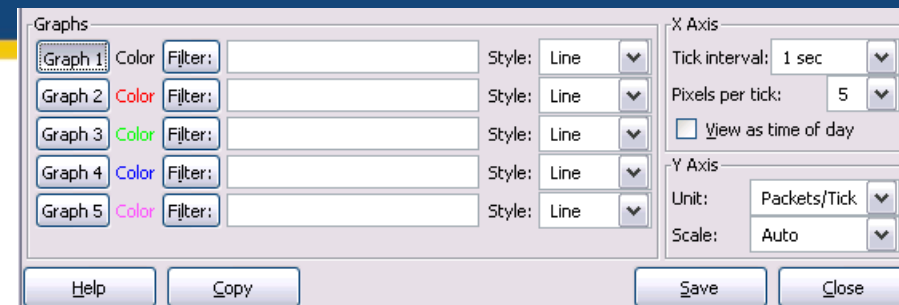 Graphs
Graph 1 Color Filter: Style: Line
Graph 2 Color Filter: Style: Line
Graph 3 Color Filter: Style: Line
Graph 4 Color Filter: Style: Line
Graph 5 Color Filter: Style: Line
X Axis
Tick interval: 1 sec
Pixels per tick: 5
View as time of day
Y Axis
Unit: Packets/Tick
Scale: Auto
Help Copy Save Close